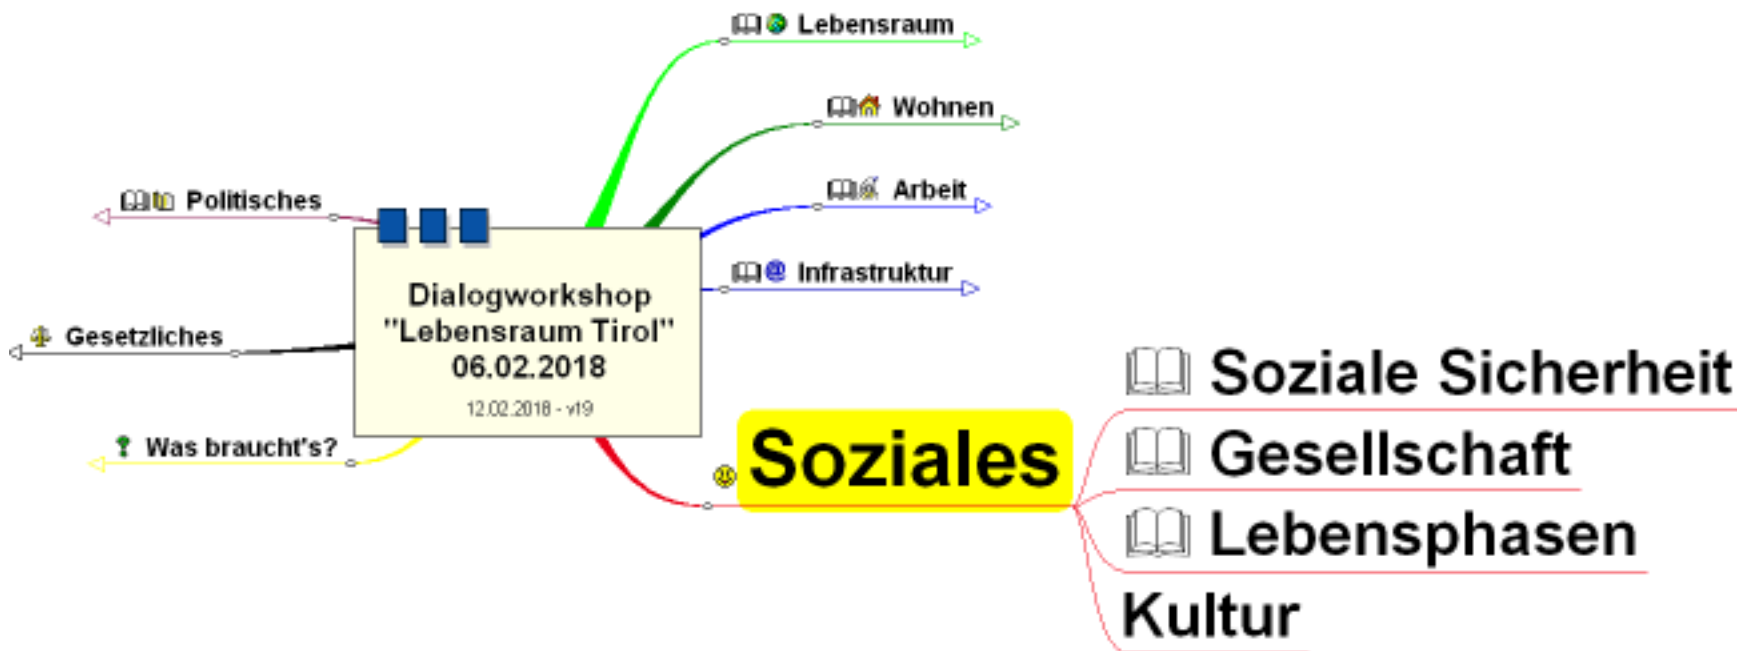 Lebensraum
Wohnen
Arbeit
Infrastruktur
Politisches
Gesetzliches
Was braucht's?
Dialogworkshop
"Lebensraum Tirol"
06.02.2018
12.02.2018 - v19
Soziales
Soziale Sicherheit
Gesellschaft
Lebensphasen
Kultur